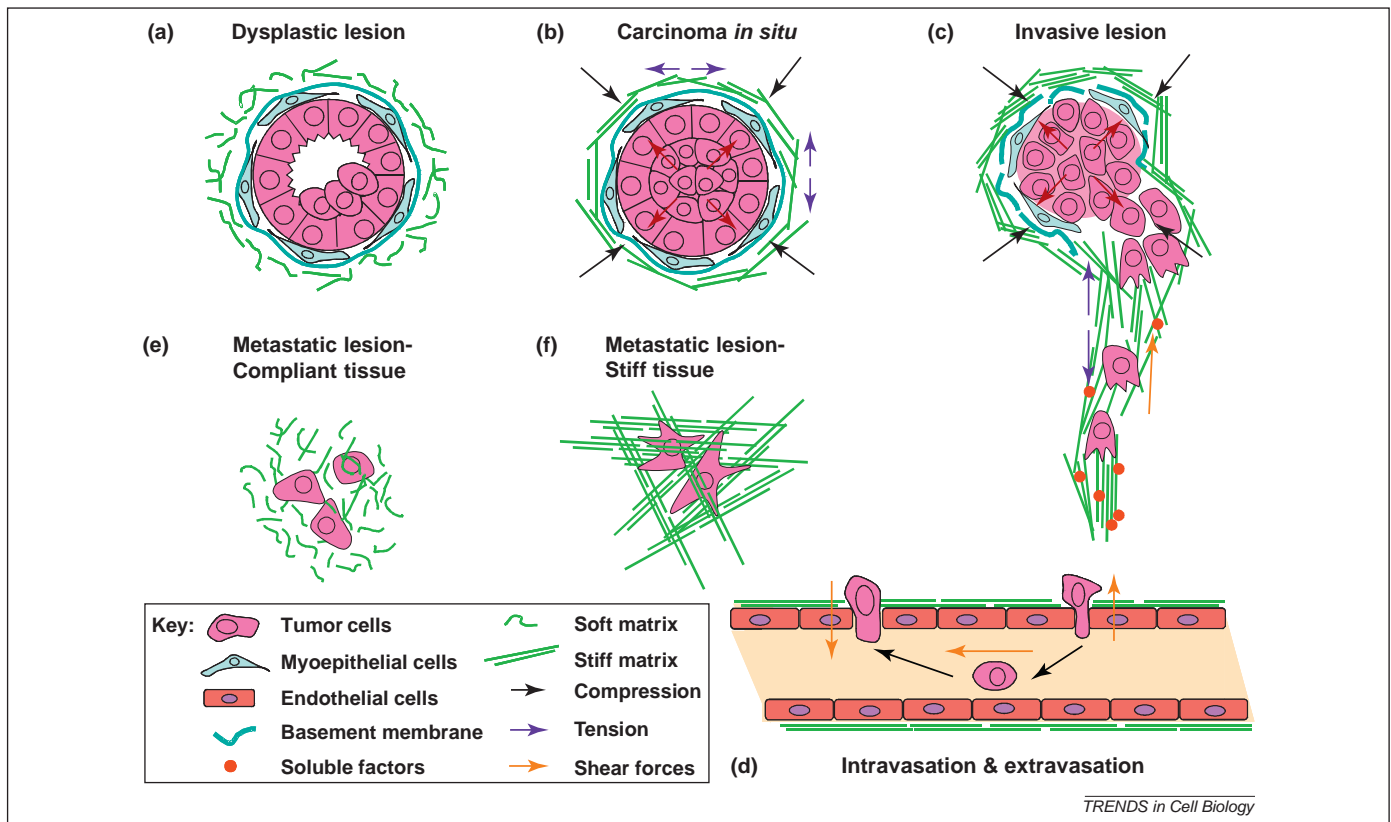 (a) Dysplastic lesion
(b) Carcinoma in situ
(c) Invasive lesion
(e) Metastatic lesion-
Compliant tissue
(f) Metastatic lesion-
Stiff tissue
Key:
Tumor cells
Myoepithelial cells
Endothelial cells
Basement membrane
Soluble factors
Soft matrix
Stiff matrix
Compression
Tension
Shear forces
(d) Intravasation & extravasation
TRENDS in Cell Biology